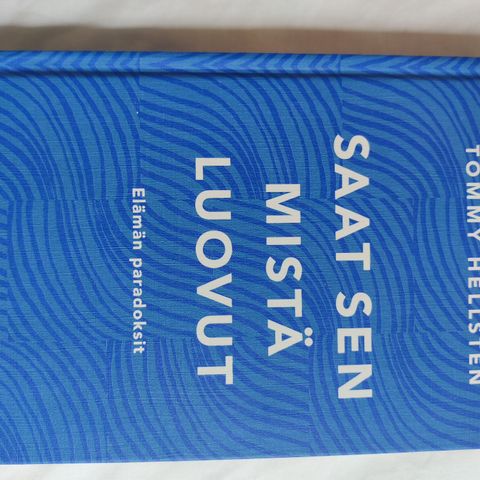 TOMMY HELLSTEN
SAAT SEN
MISTÄ
LUOVUT
Elämän paradoksit